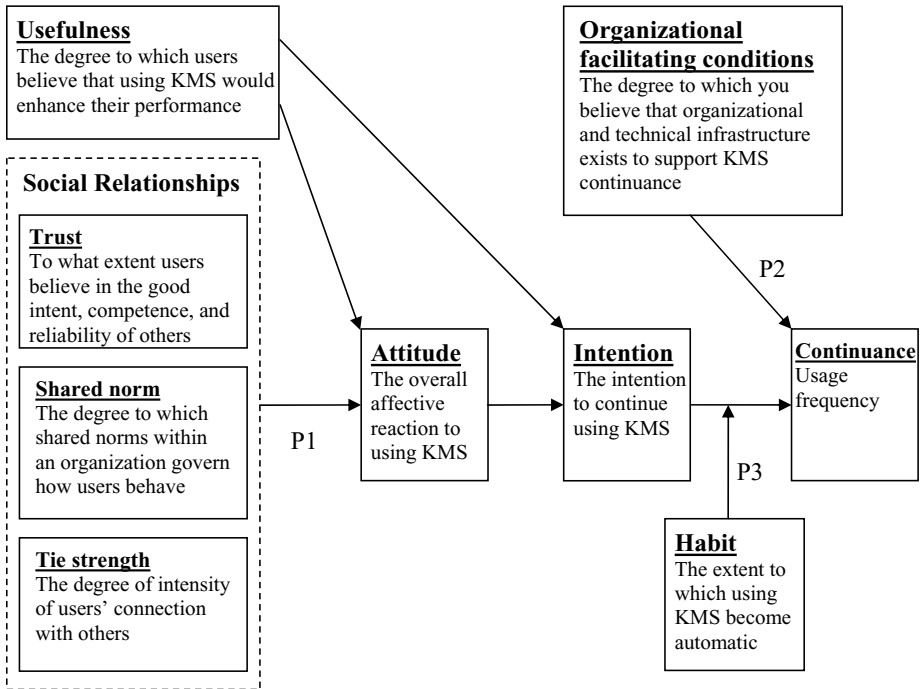 Usefulness
The degree to which users
believe that using KMS would
enhance their performance
Organizational
facilitating conditions
The degree to which you
believe that organizational
and technical infrastructure
exists to support KMS
continuance
Social Relationships
Trust
To what extent users
believe in the good
intent, competence, and
reliability of others
Shared norm
The degree to which
shared norms within
an organization govern
how users behave
Tie strength
The degree of intensity
of users’ connection
with others
P1
Attitude
The overall
affective
reaction to
using KMS
Intention
The intention
to continue
using KMS
P2
Continuance
Usage
frequency
P3
Habit
The extent to
which using
KMS become
automatic